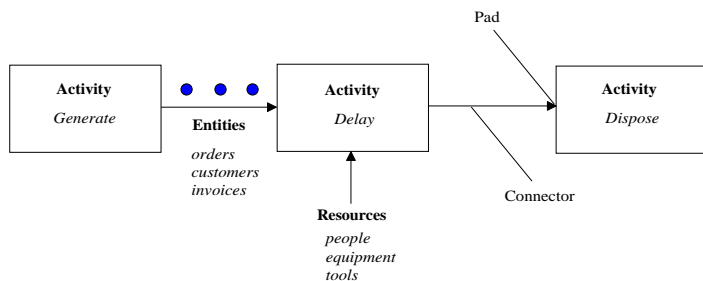 Pad
Activity
Generate
Entities
orders
customers
invoices
Activity
Delay
Resources
people
equipment
tools
Activity
Dispose
Connector